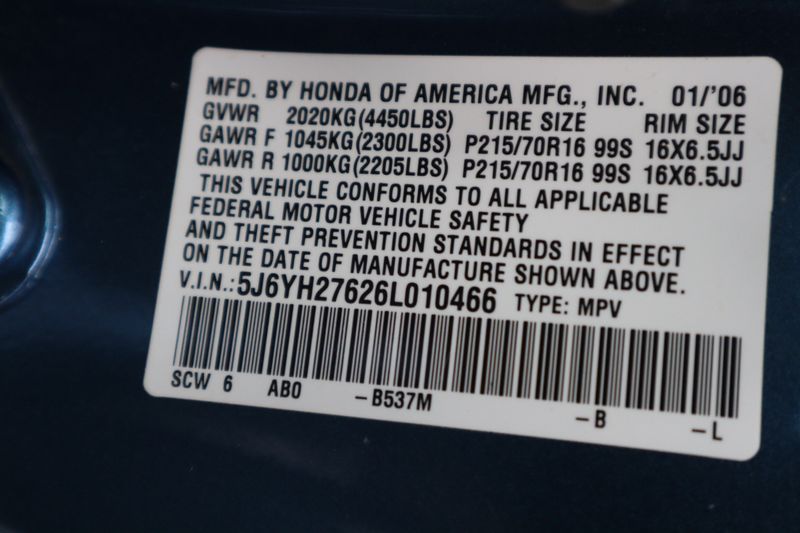 MFD. BY HONDA OF AMERICA MFG., INC. 01/'06
GVWR 2020KG(4450LBS) TIRE SIZE RIM SIZE
GAWR F 1045KG(2300LBS) P215/70R16 99S 16X6.5JJ
GAWR R 1000KG(2205LBS) P215/70R16 99S 16X6.5JJ
THIS VEHICLE CONFORMS TO ALL APPLICABLE
FEDERAL MOTOR VEHICLE SAFETY
AND THEFT PREVENTION STANDARDS IN EFFECT
ON THE DATE OF MANUFACTURE SHOWN ABOVE.
V.I.N.: 5J6YH27626L010466 TYPE: MPV
SCW 6 AB0 -B537M -B -L